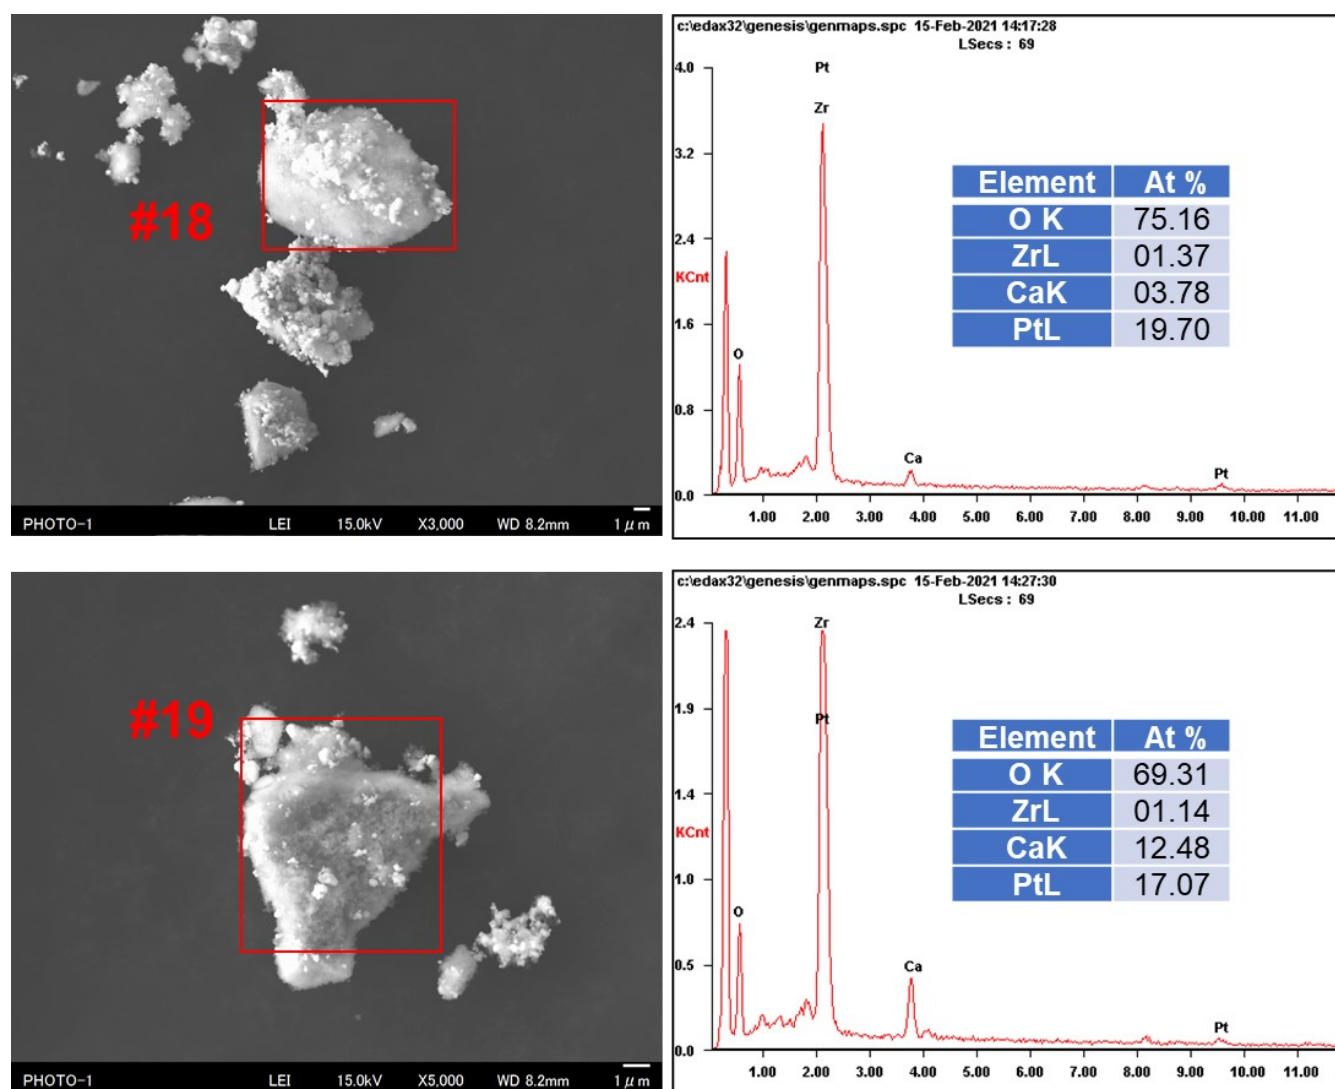 #18
PHOTO-1 LEI 15.0kV X3,000 WD 8.2mm 1μm
c:\edax32\genesis\genmaps.spc 15-Feb-2021 14:17:28
LSecs : 69
4.0
3.2
2.4
KCnt
1.6
0.8
0.0
Pt
Zr
O
Ca
Pt
1.00 2.00 3.00 4.00 5.00 6.00 7.00 8.00 9.00 10.00 11.00
Element At %
O K 75.16
ZrL 01.37
CaK 03.78
PtL 19.70
#19
PHOTO-1 LEI 15.0kV X5,000 WD 8.2mm 1μm
c:\edax32\genesis\genmaps.spc 15-Feb-2021 14:27:30
LSecs : 69
2.4
1.9
1.4
KCnt
1.0
0.5
0.0
Zr
Pt
O
Ca
Pt
1.00 2.00 3.00 4.00 5.00 6.00 7.00 8.00 9.00 10.00 11.00
Element At %
O K 69.31
ZrL 01.14
CaK 12.48
PtL 17.07